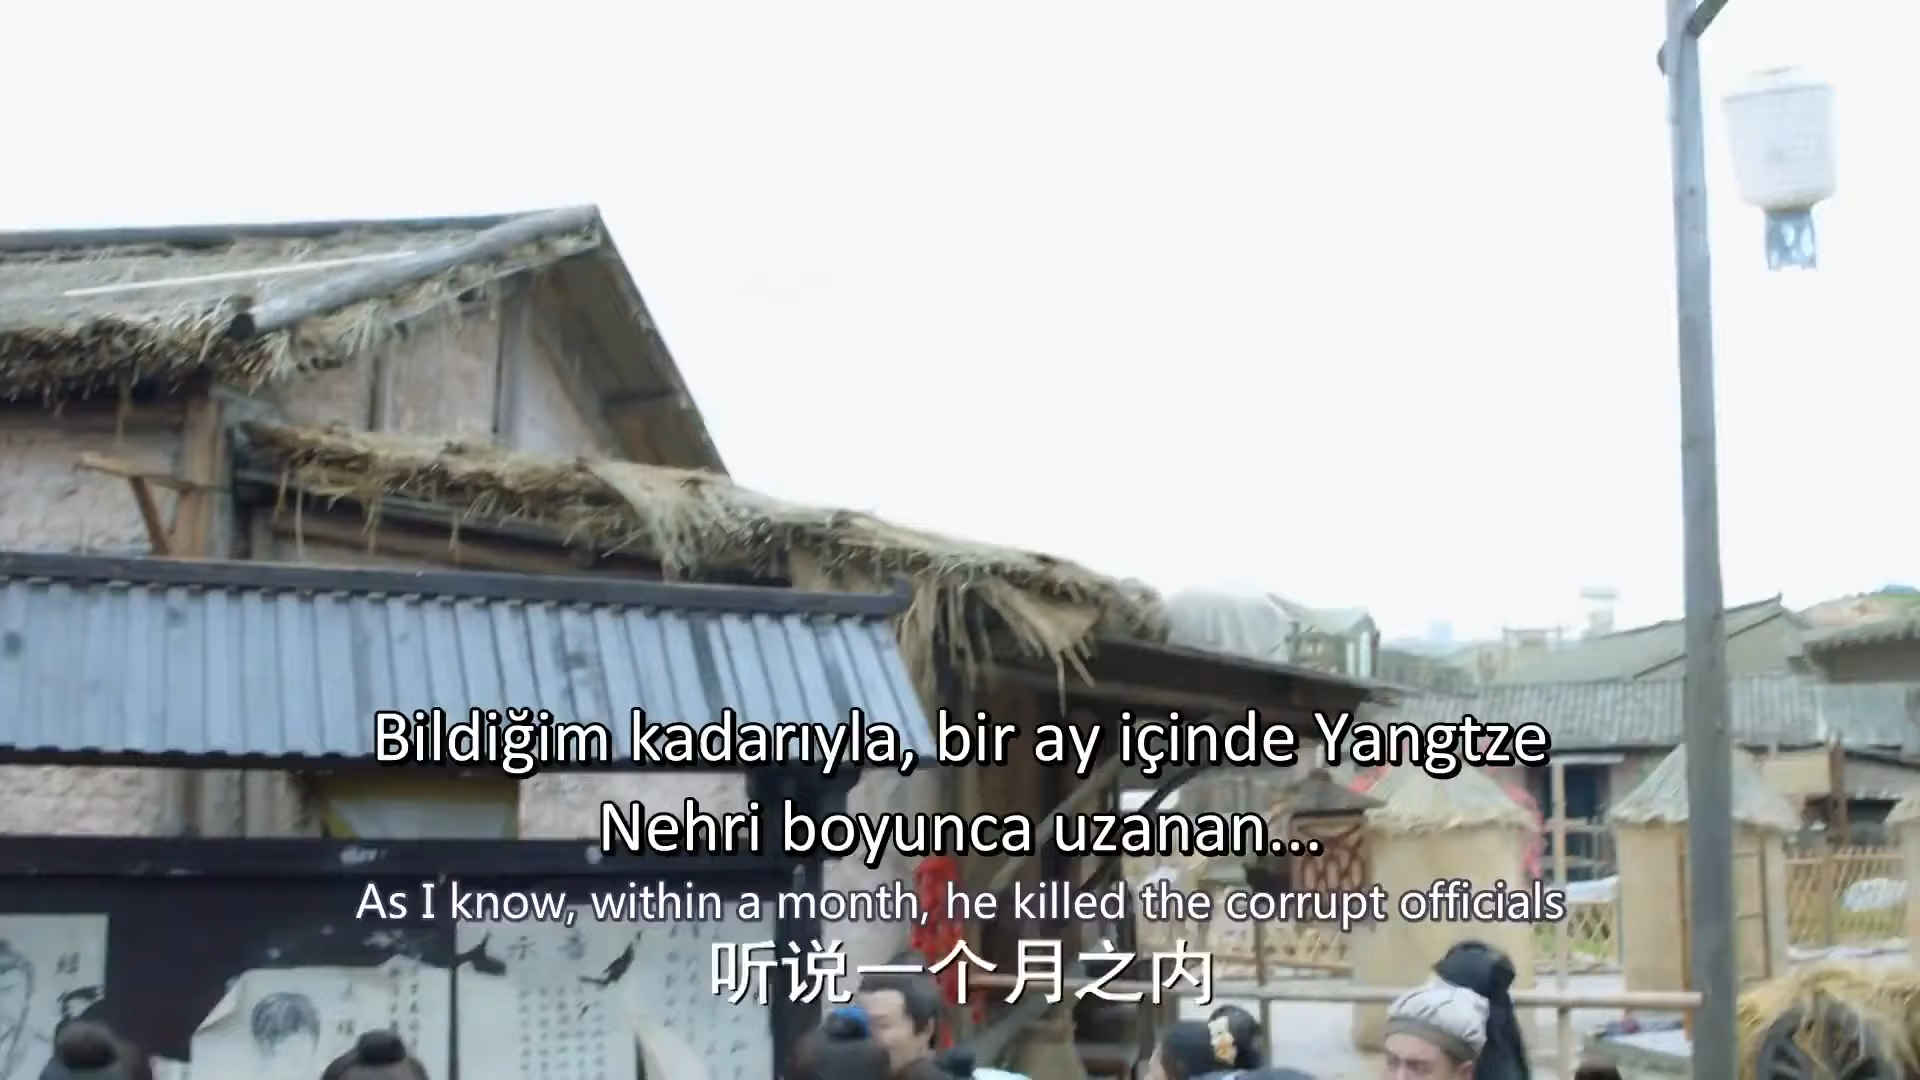 Bildiğim kadarıyla, bir ay içinde Yangtze
Nehri boyunca uzanan...
As I know, within a month, he killed the corrupt officials
听说一个月之内